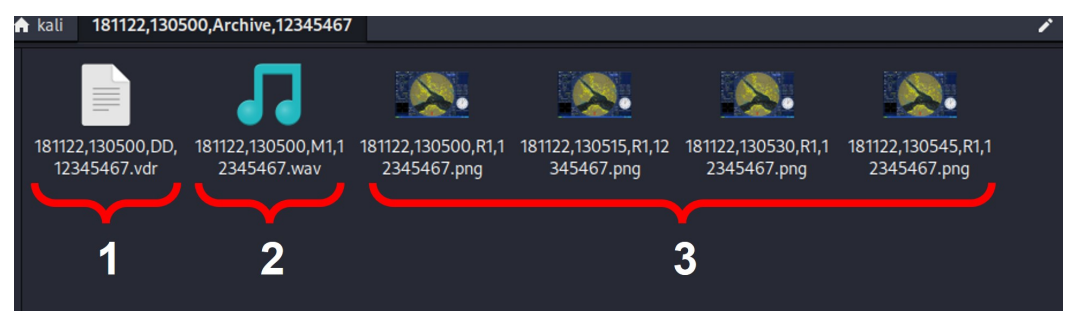 kali
181122,130500,Archive,12345467
181122,130500,DD,
12345467.vdr
181122,130500,M1,1
2345467.wav
181122,130500,R1,1
2345467.png
181122,130515,R1,12
345467.png
181122,130530,R1,1
2345467.png
181122,130545,R1,1
2345467.png
1
2
3